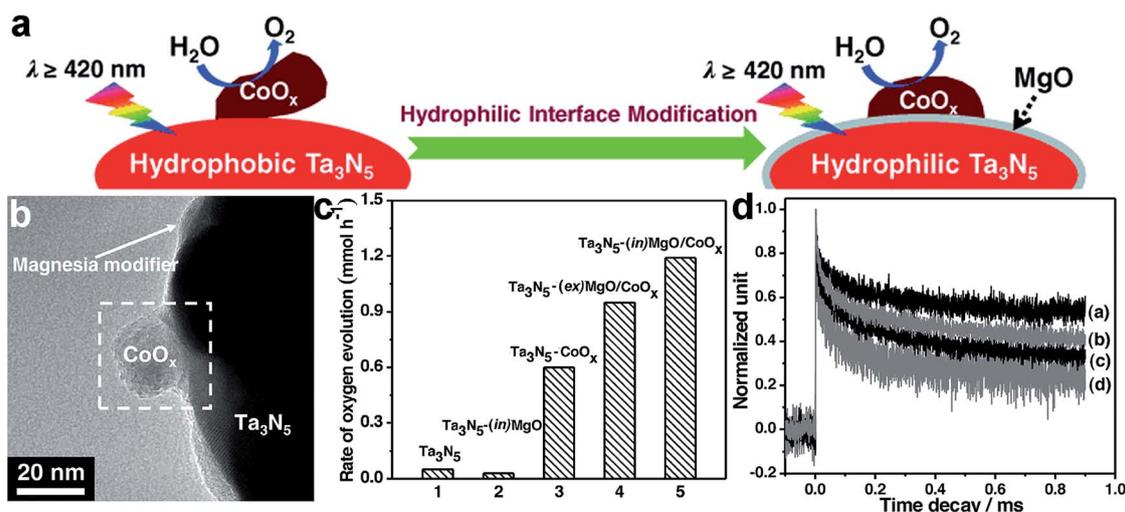 a
H₂O
O₂
λ ≥ 420 nm
CoOₓ
Hydrophobic Ta₃N₅
Hydrophilic Interface Modification
H₂O
O₂
λ ≥ 420 nm
CoOₓ
MgO
Hydrophilic Ta₃N₅
b
Magnesia modifier
CoOₓ
Ta₃N₅
20 nm
c
Rate of oxygen evolution (mmol h⁻¹)
1.5
1.2
0.9
0.6
0.3
0.0
Ta₃N₅
Ta₃N₅-(in)MgO
Ta₃N₅-CoOₓ
Ta₃N₅-(ex)MgO/CoOₓ
Ta₃N₅-(in)MgO/CoOₓ
1 2 3 4 5
d
Normalized unit
1.0
0.8
0.6
0.4
0.2
0.0
-0.2
(a)
(b)
(c)
(d)
0.0 0.2 0.4 0.6 0.8 1.0
Time decay / ms